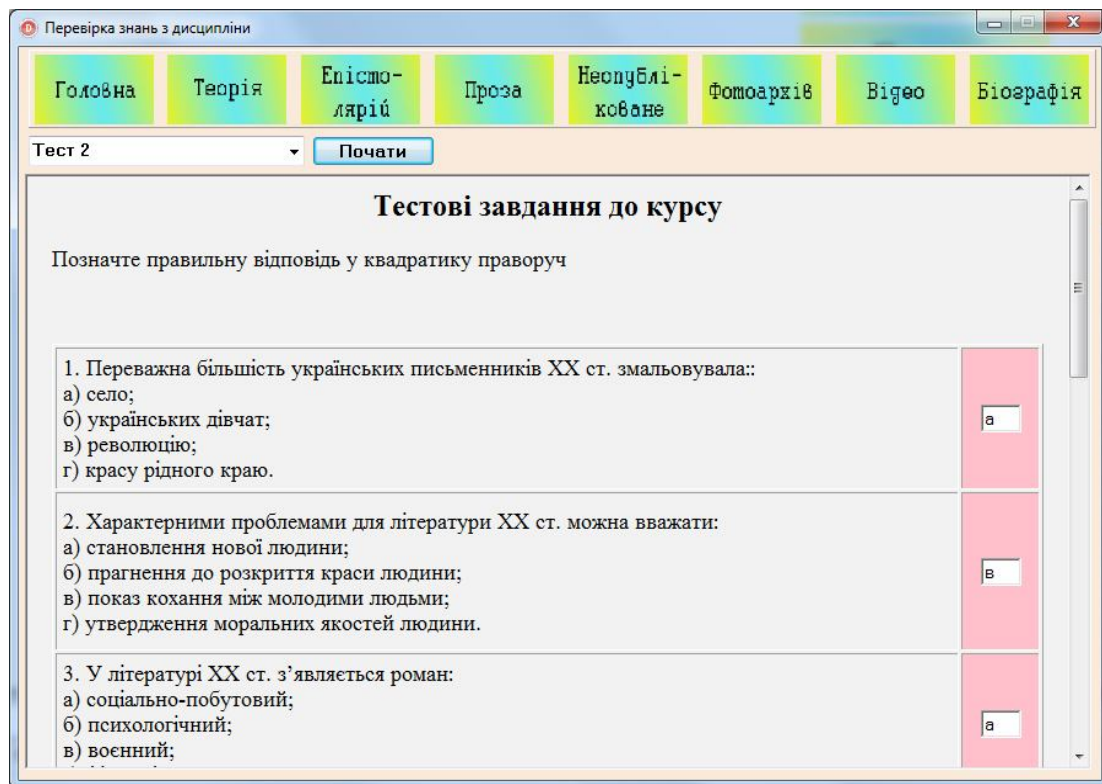 Перевірка знань з дисципліни
Головна
Теорія
Епісто-
лярій
Проза
Неопублі-
коване
Фотоархів
Відео
Біографія
Тест 2
Почати
Тестові завдання до курсу
Позначте правильну відповідь у квадратику праворуч
1. Переважна більшість українських письменників XX ст. змальовувала::
а) село;
б) українських дівчат;
в) революцію;
г) красу рідного краю.
а
2. Характерними проблемами для літератури XX ст. можна вважати:
а) становлення нової людини;
б) прагнення до розкриття краси людини;
в) показ кохання між молодими людьми;
г) утвердження моральних якостей людини.
в
3. У літературі XX ст. з’являється роман:
а) соціально-побутовий;
б) психологічний;
в) воєнний;
а